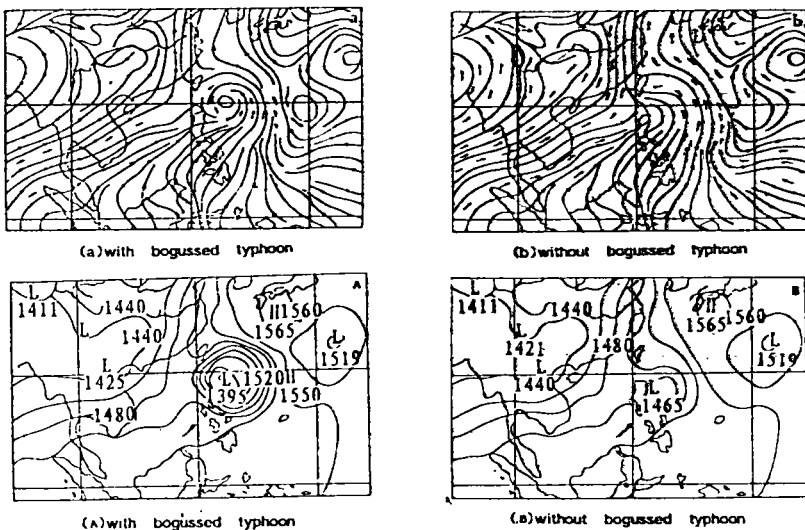 b
(a) with bogussed typhoon
(b) without bogussed typhoon
A
L
1411
1440
L
1440
L
1425
1480
H 1560
1565
L
1519
L 1520 H
1395
1550
(A) with bogussed typhoon
B
L
1411
1440
L
1421
L
1440
1480
H
1565
1560
L
1519
L
1465
(B) without bogussed typhoon